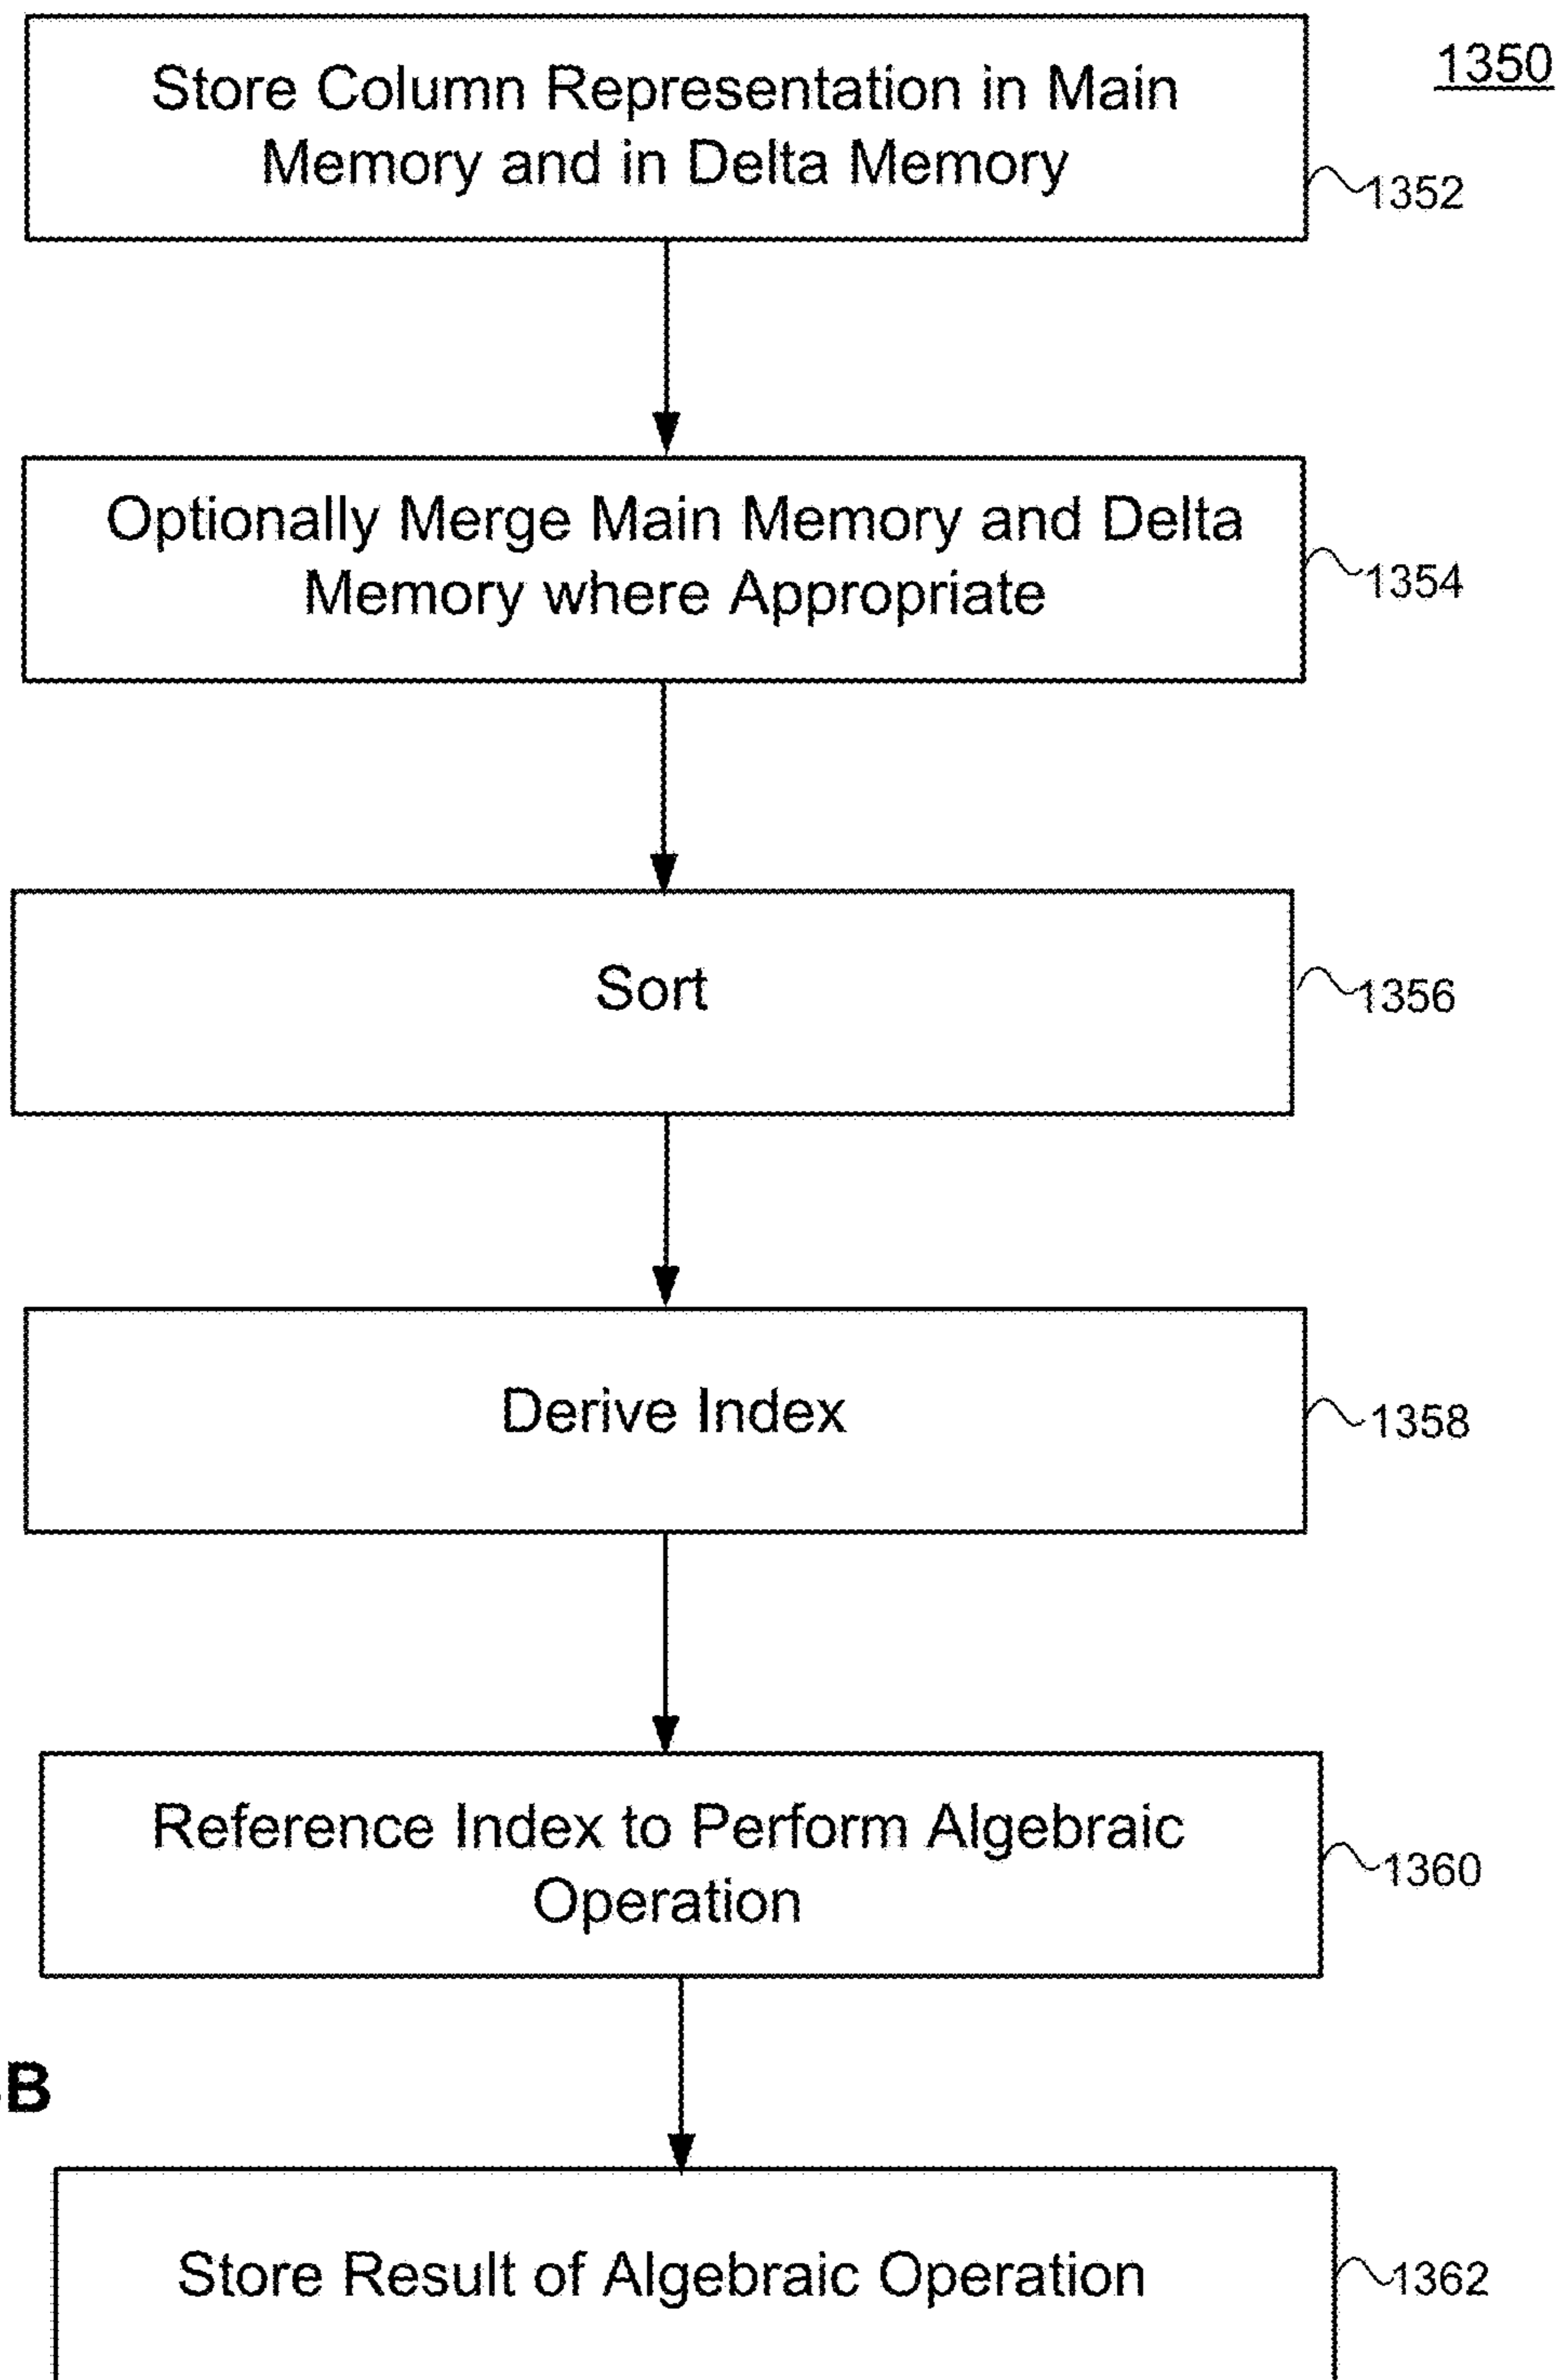 1350
Store Column Representation in Main
Memory and in Delta Memory
1352
Optionally Merge Main Memory and Delta
Memory where Appropriate
1354
Sort
1356
Derive Index
1358
Reference Index to Perform Algebraic
Operation
1360
B
Store Result of Algebraic Operation
1362